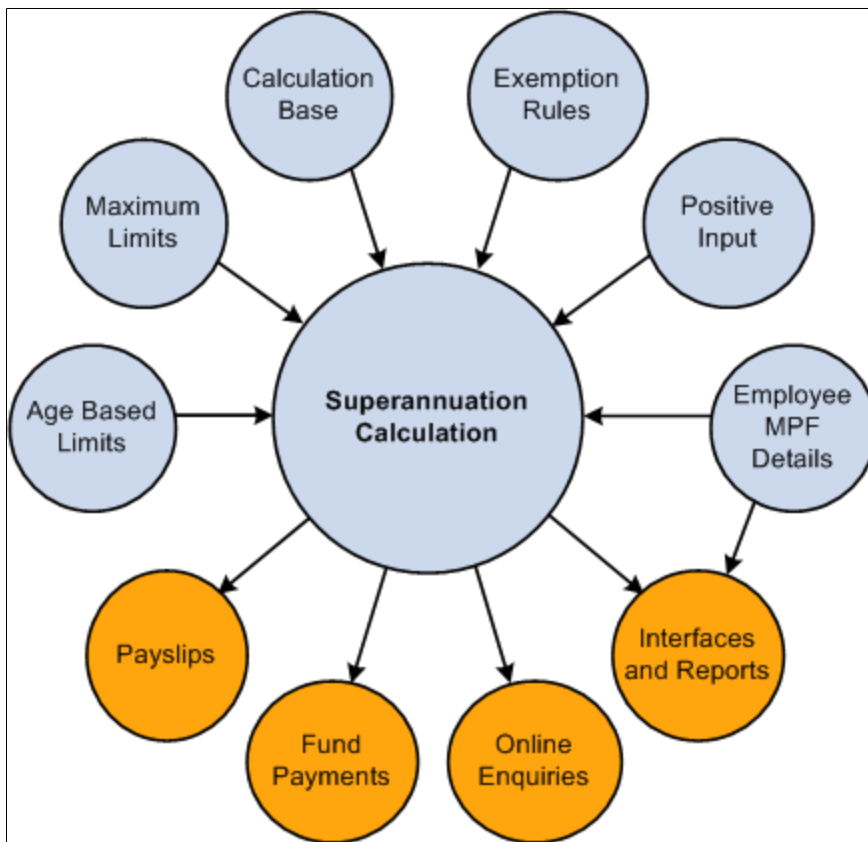 Calculation
Base
Exemption
Rules
Maximum
Limits
Positive
Input
Age Based
Limits
Superannuation
Calculation
Employee
MPF
Details
Payslips
Fund
Payments
Online
Enquiries
Interfaces
and Reports